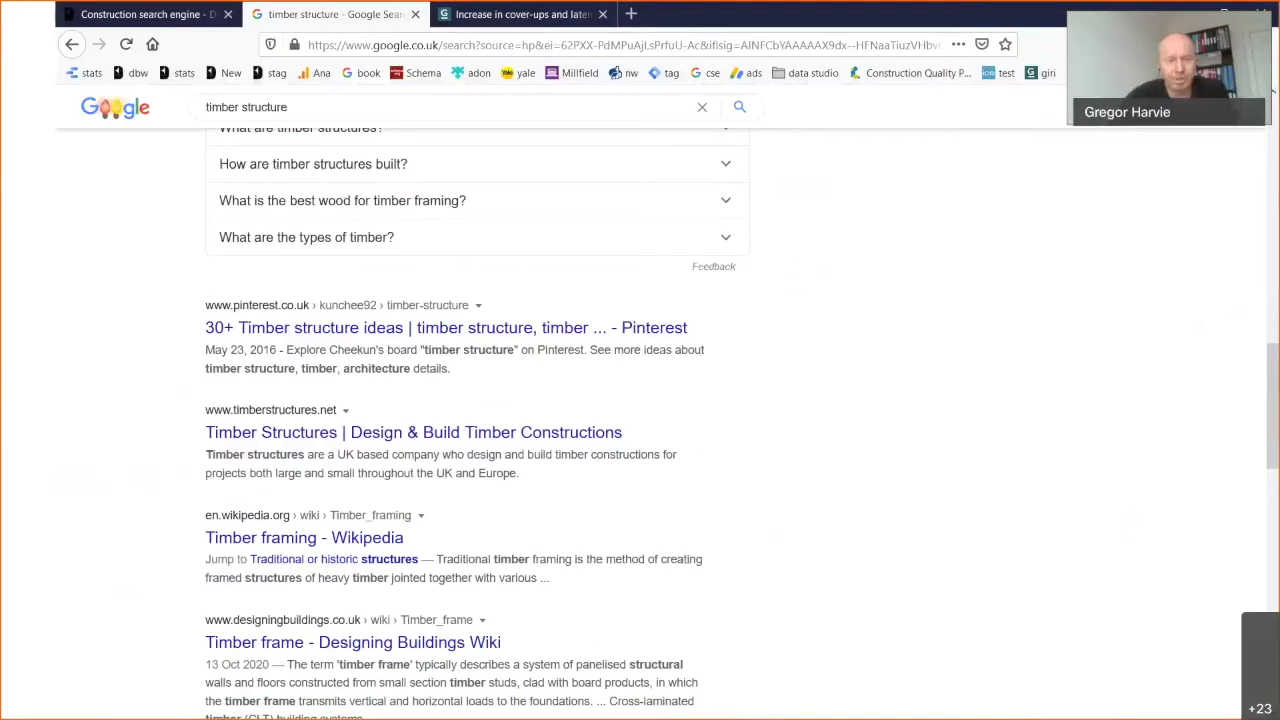 Construction search engine - D
timber structure - Google Sear
Increase in cover-ups and laten
https://www.google.co.uk/search?source=hp&ei=62PXX-PdMPuAjLsPrfuU-Ac&iflsig=AINFCbYAAAAAX9dx--HFNaaTiuzVHbv
stats dbw stats New stag Ana book Schema adon yale Millfield nw tag csr ads data studio Construction Quality P... test giri
Google
timber structure
Gregor Harvie
What are timber structures?
How are timber structures built?
What is the best wood for timber framing?
What are the types of timber?
Feedback
www.pinterest.co.uk › kunchee92 › timber-structure
30+ Timber structure ideas | timber structure, timber ... - Pinterest
May 23, 2016 - Explore Cheekun's board "timber structure" on Pinterest. See more ideas about
timber structure, timber, architecture details.
www.timberstructures.net
Timber Structures | Design & Build Timber Constructions
Timber structures are a UK based company who design and build timber constructions for
projects both large and small throughout the UK and Europe.
en.wikipedia.org › wiki › Timber_framing
Timber framing - Wikipedia
Jump to Traditional or historic structures — Traditional timber framing is the method of creating
framed structures of heavy timber jointed together with various ...
www.designingbuildings.co.uk › wiki › Timber_frame
Timber frame - Designing Buildings Wiki
13 Oct 2020 — The term 'timber frame' typically describes a system of panelised structural
walls and floors constructed from small section timber studs, clad with board products, in which
the timber frame transmits vertical and horizontal loads to the foundations. ... Cross-laminated
timber (CLT) building systems
+23